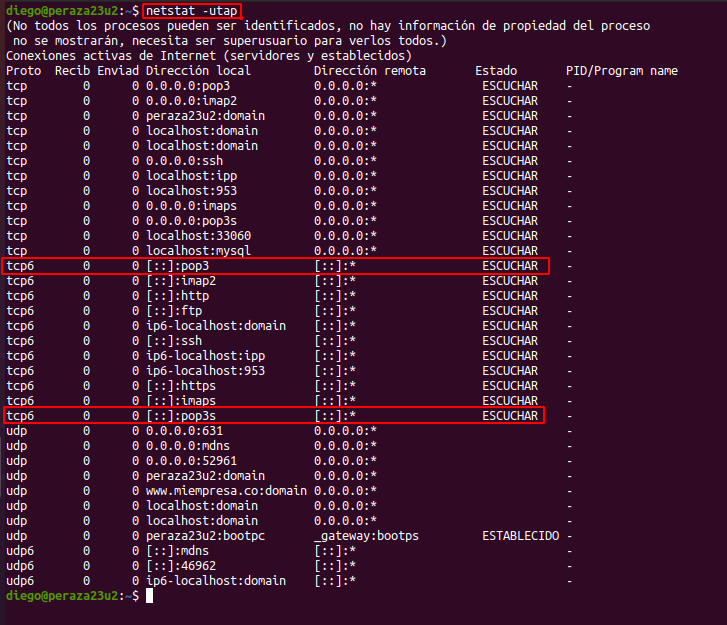 diego@peraza23u2:~$ netstat -utap
(No todos los procesos pueden ser identificados, no hay información de propiedad del proceso
 no se mostrarán, necesita ser superusuario para verlos todos.)
Conexiones activas de Internet (servidores y establecidos)
Proto  Recib Enviad Dirección local         Dirección remota       Estado       PID/Program name
tcp        0      0 0.0.0.0:pop3            0.0.0.0:*               ESCUCHAR    -
tcp        0      0 0.0.0.0:imap2           0.0.0.0:*               ESCUCHAR    -
tcp        0      0 peraza23u2:domain       0.0.0.0:*               ESCUCHAR    -
tcp        0      0 localhost:domain        0.0.0.0:*               ESCUCHAR    -
tcp        0      0 localhost:domain        0.0.0.0:*               ESCUCHAR    -
tcp        0      0 0.0.0.0:ssh             0.0.0.0:*               ESCUCHAR    -
tcp        0      0 localhost:ipp           0.0.0.0:*               ESCUCHAR    -
tcp        0      0 localhost:953           0.0.0.0:*               ESCUCHAR    -
tcp        0      0 0.0.0.0:imaps           0.0.0.0:*               ESCUCHAR    -
tcp        0      0 0.0.0.0:pop3s           0.0.0.0:*               ESCUCHAR    -
tcp        0      0 localhost:33060         0.0.0.0:*               ESCUCHAR    -
tcp        0      0 localhost:mysql         0.0.0.0:*               ESCUCHAR    -
tcp6       0      0 [::]:pop3               [::]:*                  ESCUCHAR    -
tcp6       0      0 [::]:imap2              [::]:*                  ESCUCHAR    -
tcp6       0      0 [::]:http               [::]:*                  ESCUCHAR    -
tcp6       0      0 [::]:ftp                [::]:*                  ESCUCHAR    -
tcp6       0      0 ip6-localhost:domain    [::]:*                  ESCUCHAR    -
tcp6       0      0 [::]:ssh                [::]:*                  ESCUCHAR    -
tcp6       0      0 ip6-localhost:ipp       [::]:*                  ESCUCHAR    -
tcp6       0      0 ip6-localhost:953       [::]:*                  ESCUCHAR    -
tcp6       0      0 [::]:https              [::]:*                  ESCUCHAR    -
tcp6       0      0 [::]:imaps              [::]:*                  ESCUCHAR    -
tcp6       0      0 [::]:pop3s              [::]:*                  ESCUCHAR    -
udp        0      0 0.0.0.0:631             0.0.0.0:*                           -
udp        0      0 0.0.0.0:mdns            0.0.0.0:*                           -
udp        0      0 0.0.0.0:52961           0.0.0.0:*                           -
udp        0      0 peraza23u2:domain       0.0.0.0:*                           -
udp        0      0 www.miempresa.co:domain 0.0.0.0:*                           -
udp        0      0 localhost:domain        0.0.0.0:*                           -
udp        0      0 localhost:domain        0.0.0.0:*                           -
udp        0      0 peraza23u2:bootpc       _gateway:bootps         ESTABLECIDO -
udp6       0      0 [::]:mdns               [::]:*                              -
udp6       0      0 [::]:46962              [::]:*                              -
udp6       0      0 ip6-localhost:domain    [::]:*                              -
diego@peraza23u2:~$